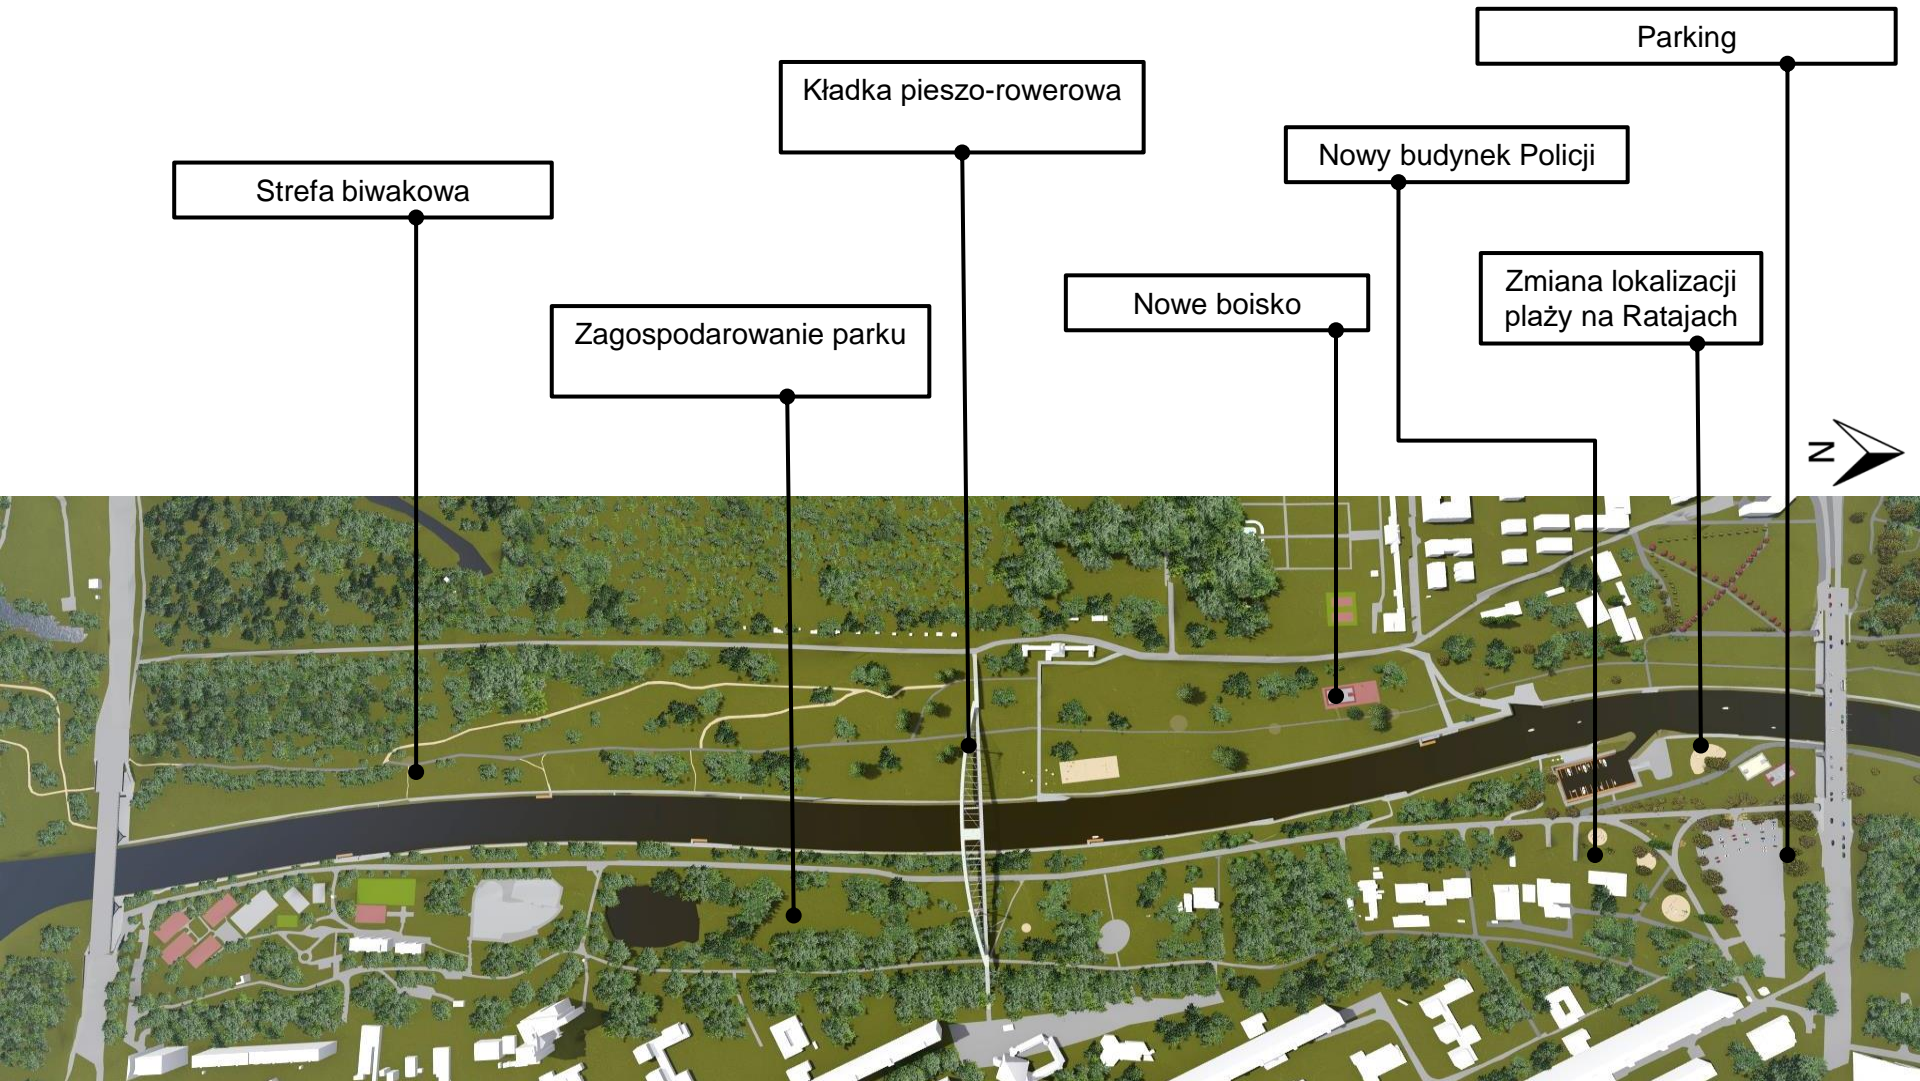 Parking
Kładka pieszo-rowerowa
Nowy budynek Policji
Strefa biwakowa
Zmiana lokalizacji
plaży na Ratajach
Nowe boisko
Zagospodarowanie parku
N